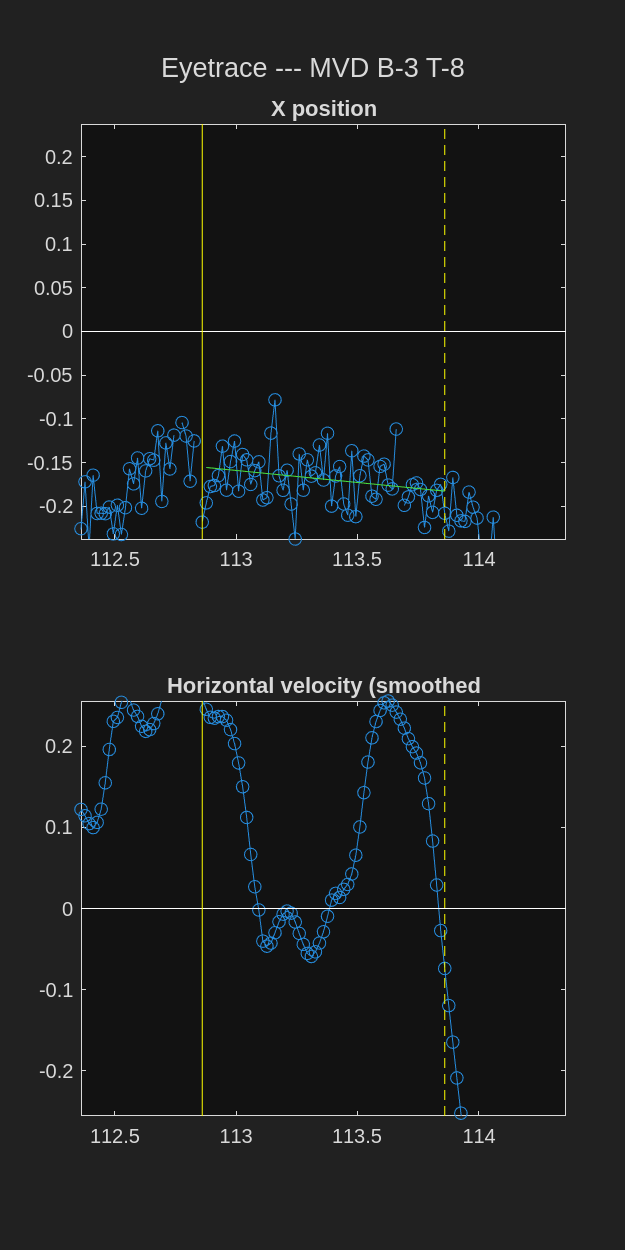 Eyetrace --- MVD B-3 T-8
X position
0.2
0.15
0.1
0.05
0
-0.05
-0.1
-0.15
-0.2
112.5 113 113.5 114
Horizontal velocity (smoothed
0.2
0.1
0
-0.1
-0.2
112.5 113 113.5 114